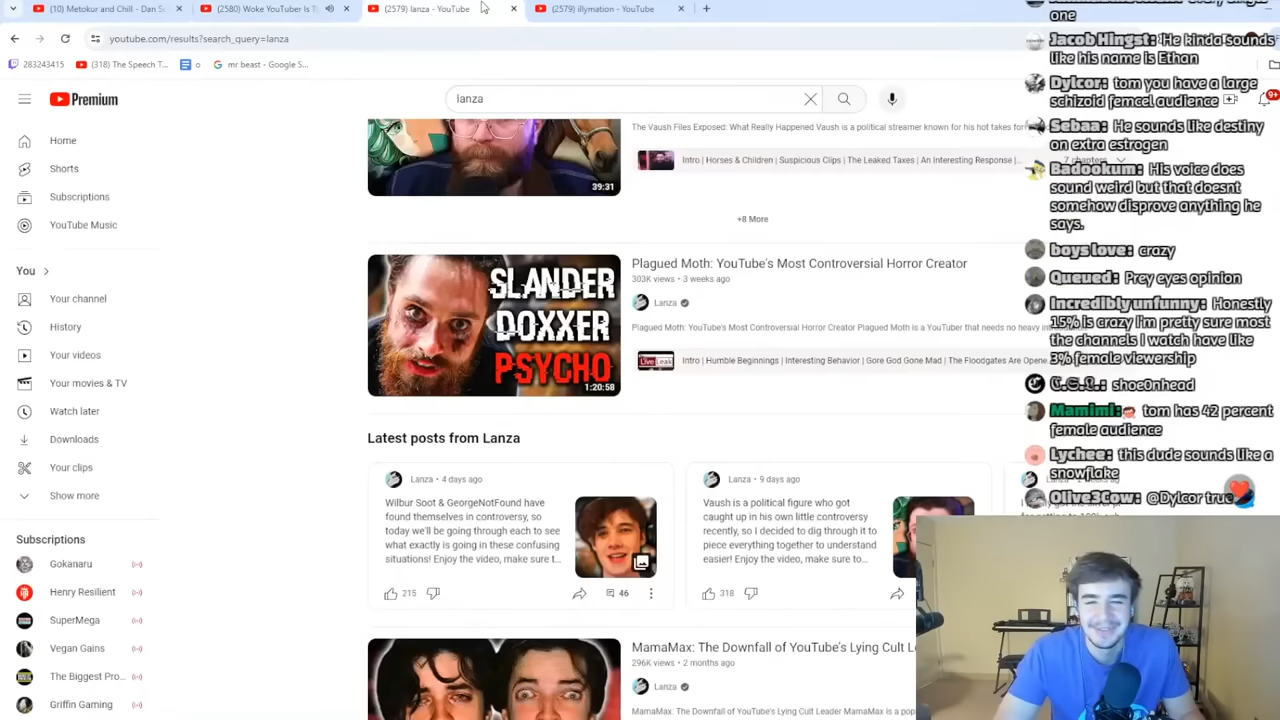 (10) Metokur and Chill - Dan Sc
(2580) Woke YouTuber Is T
(2579) lanza - YouTube
(2579) illymation - YouTube
youtube.com/results?search_query=lanza
283243415
(318) The Speech T...
o
mr beast - Google S...
Premium
lanza
9+
Home
Shorts
Subscriptions
YouTube Music
You
Your channel
History
Your videos
Your movies & TV
Watch later
Downloads
Your clips
Show more
Subscriptions
Gokanaru
Henry Resilient
SuperMega
Vegan Gains
The Biggest Pro...
Griffin Gaming
39:31
The Vaush Files Exposed: What Really Happened Vaush is a political streamer known for his hot takes
Intro | Horses & Children | Suspicious Clips | The Leaked Taxes | An Interesting Response |...
7 chapters
+8 More
SLANDER
DOXXER
PSYCHO
1:20:58
Plagued Moth: YouTube's Most Controversial Horror Creator
303K views • 3 weeks ago
Lanza
Plagued Moth: YouTube's Most Controversial Horror Creator Plagued Moth is a YouTuber that needs no heavy
LiveLeak
Intro | Humble Beginnings | Interesting Behavior | Gore God Gone Mad | The Floodgates Are Opene...
Latest posts from Lanza
Lanza • 4 days ago
Wilbur Soot & GeorgeNotFound have
found themselves in controversy, so
today we'll be going through each to see
what exactly is going in these confusing
situations! Enjoy the video, make sure t...
215
46
Lanza • 9 days ago
Vaush is a political figure who got
caught up in his own little controversy
recently, so I decided to dig through it to
piece everything together to understand
easier! Enjoy the video, make sure to...
318
MamaMax: The Downfall of YouTube's Lying Cult L
296K views • 2 months ago
Lanza
MamaMax: The Downfall of YouTube's Lying Cult Leader MamaMax is a
one
Jacob Hingst: He kinda sounds
like his name is Ethan
Dylcor: tom you have a large
schizoid femcel audience
Sebaa: He sounds like destiny
on extra estrogen
Badookum: His voice does
sound weird but that doesnt
somehow disprove anything he
says.
boys love: crazy
Queued: Prey eyes opinion
Incredibly unfunny: Honestly
15% is crazy I'm pretty sure most
the channels I watch have like
3% female viewership
shoe0nhead
Mamimi: tom has 42 percent
female audience
Lychee: this dude sounds like a
snowflake
Olive3Cow: @Dylcor true